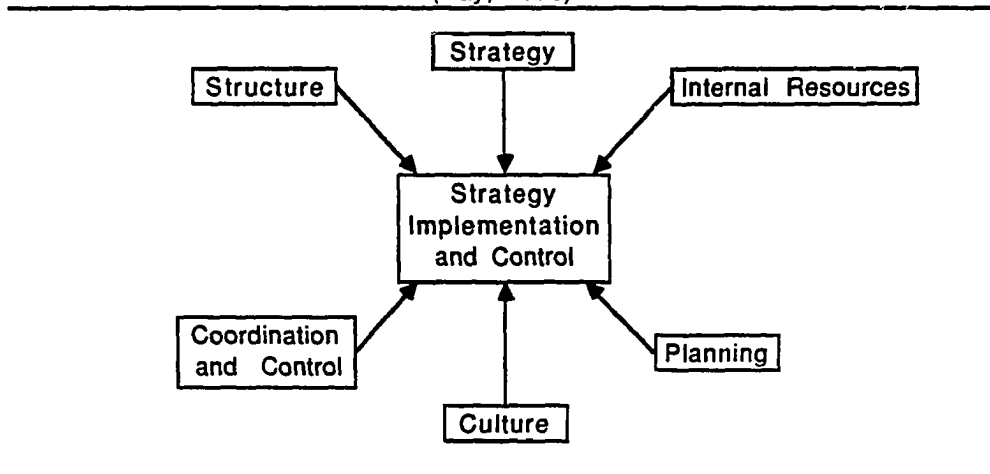 Strategy
Structure
Internal Resources
Strategy
Implementation
and Control
Coordination
and Control
Planning
Culture